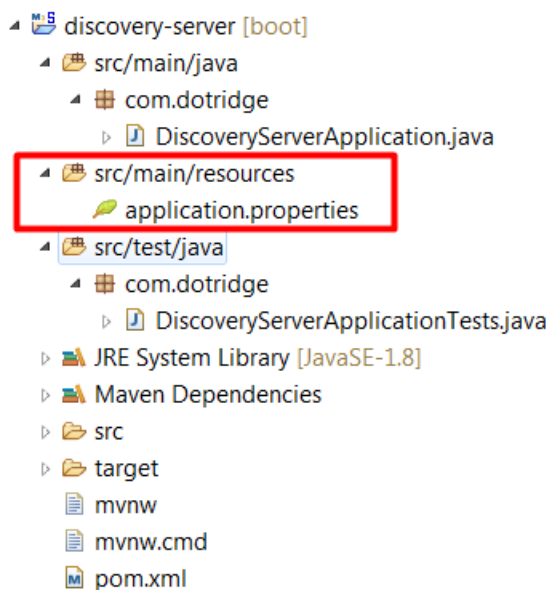 discovery-server [boot]
src/main/java
com.dotridge
DiscoveryServerApplication.java
src/main/resources
application.properties
src/test/java
com.dotridge
DiscoveryServerApplicationTests.java
JRE System Library [JavaSE-1.8]
Maven Dependencies
src
target
mvnw
mvnw.cmd
pom.xml